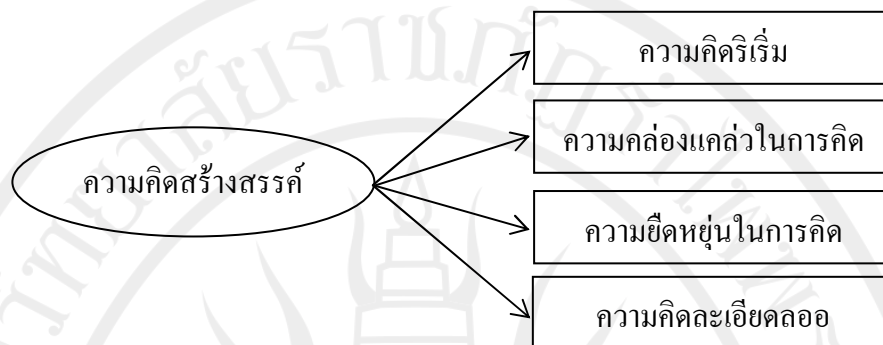 ความคิดริเริ่ม
ความคล่องแคล่วในการคิด
ความคิดสร้างสรรค์
ความยืดหยุ่นในการคิด
ความคิดละเอียดลออ